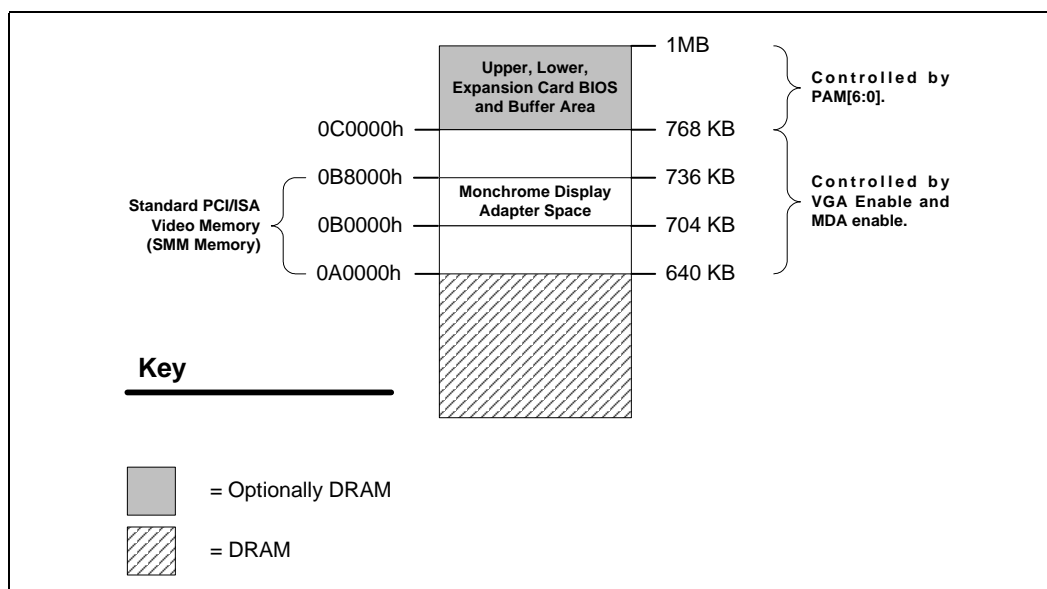 1MB
Upper, Lower,
Expansion Card BIOS
and Buffer Area
Controlled by
PAM[6:0].
0C0000h
768 KB
0B8000h
736 KB
Standard PCI/ISA
Video Memory
(SMM Memory)
Monchrome Display
Adapter Space
Controlled by
VGA Enable and
MDA enable.
0B0000h
704 KB
0A0000h
640 KB
Key
= Optionally DRAM
= DRAM